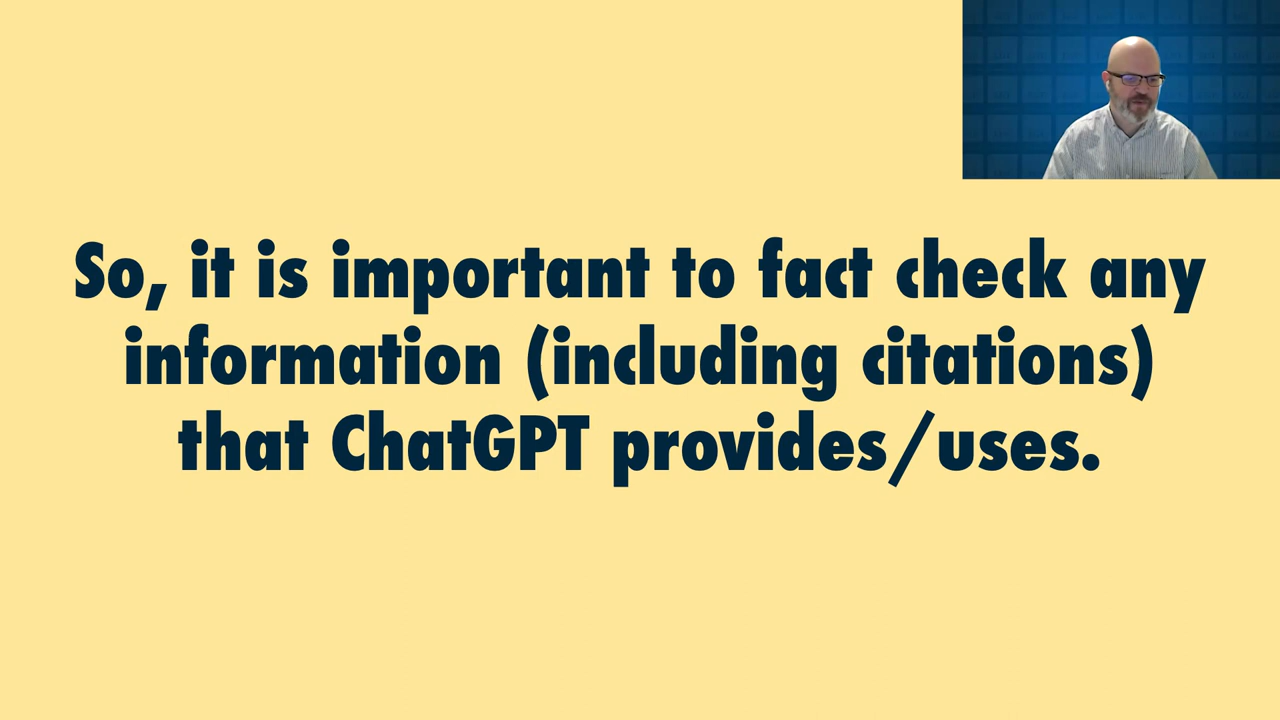 So, it is important to fact check any
information (including citations)
that ChatGPT provides/uses.